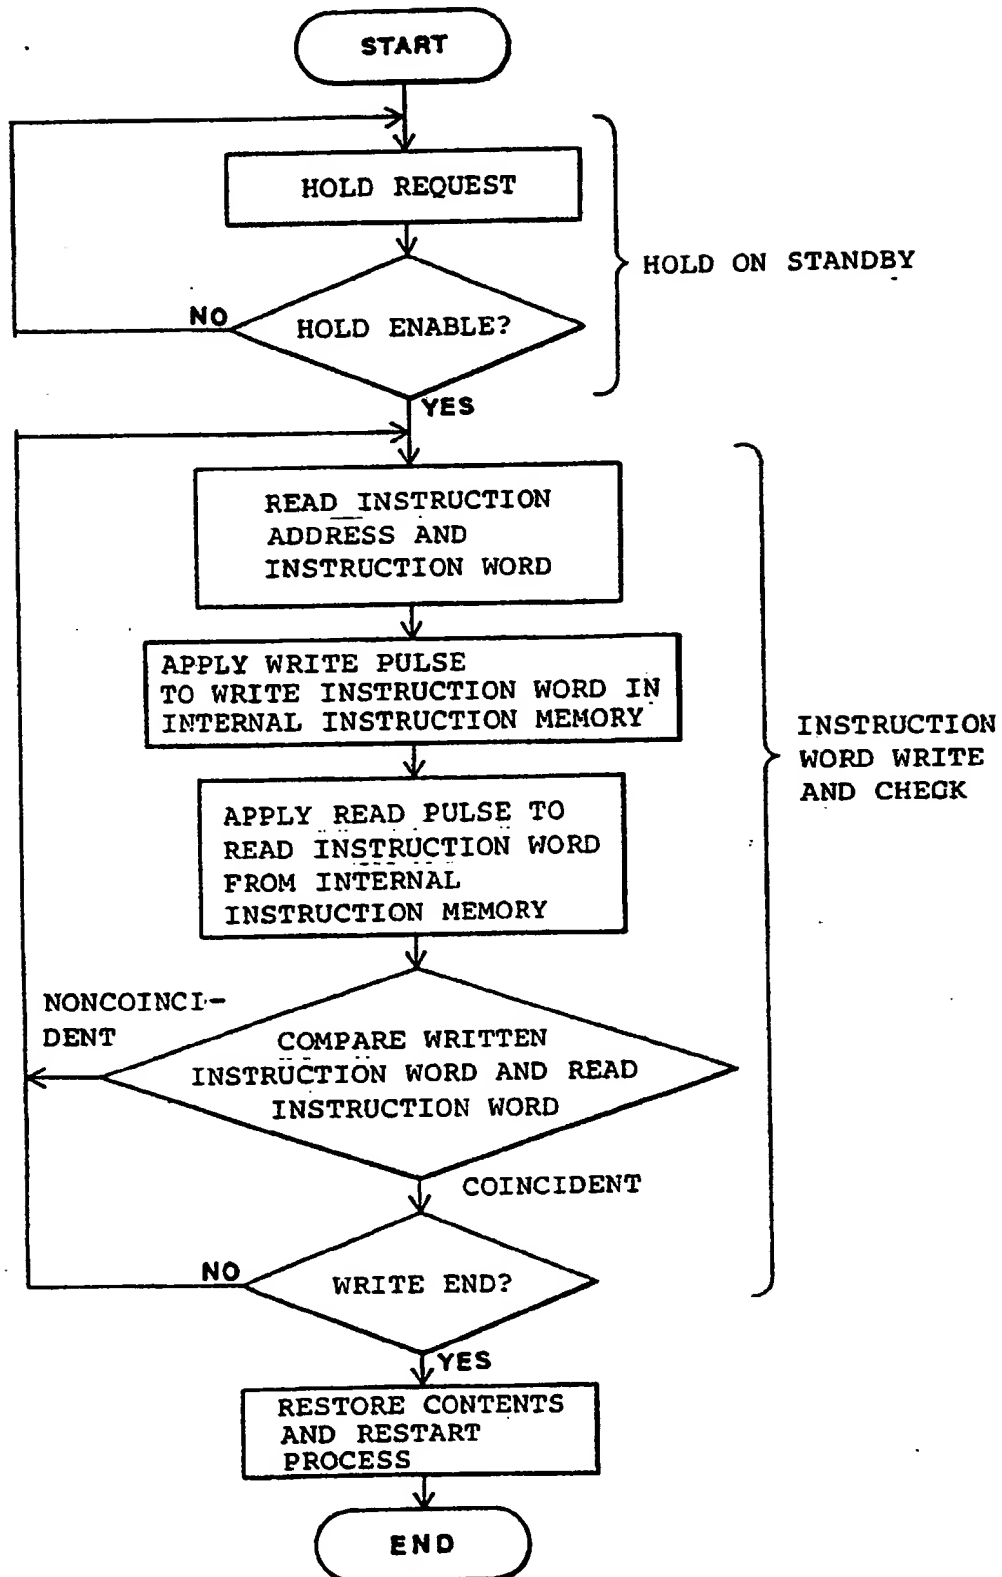 START
HOLD REQUEST
HOLD ON STANDBY
NO
HOLD ENABLE?
YES
READ INSTRUCTION
ADDRESS AND
INSTRUCTION WORD
APPLY WRITE PULSE
TO WRITE INSTRUCTION WORD IN
INTERNAL INSTRUCTION MEMORY
INSTRUCTION
WORD WRITE
AND CHECK
APPLY READ PULSE TO
READ INSTRUCTION WORD
FROM INTERNAL
INSTRUCTION MEMORY
NONCOINCI-
DENT
COMPARE WRITTEN
INSTRUCTION WORD AND READ
INSTRUCTION WORD
COINCIDENT
NO
WRITE END?
YES
RESTORE CONTENTS
AND RESTART
PROCESS
END